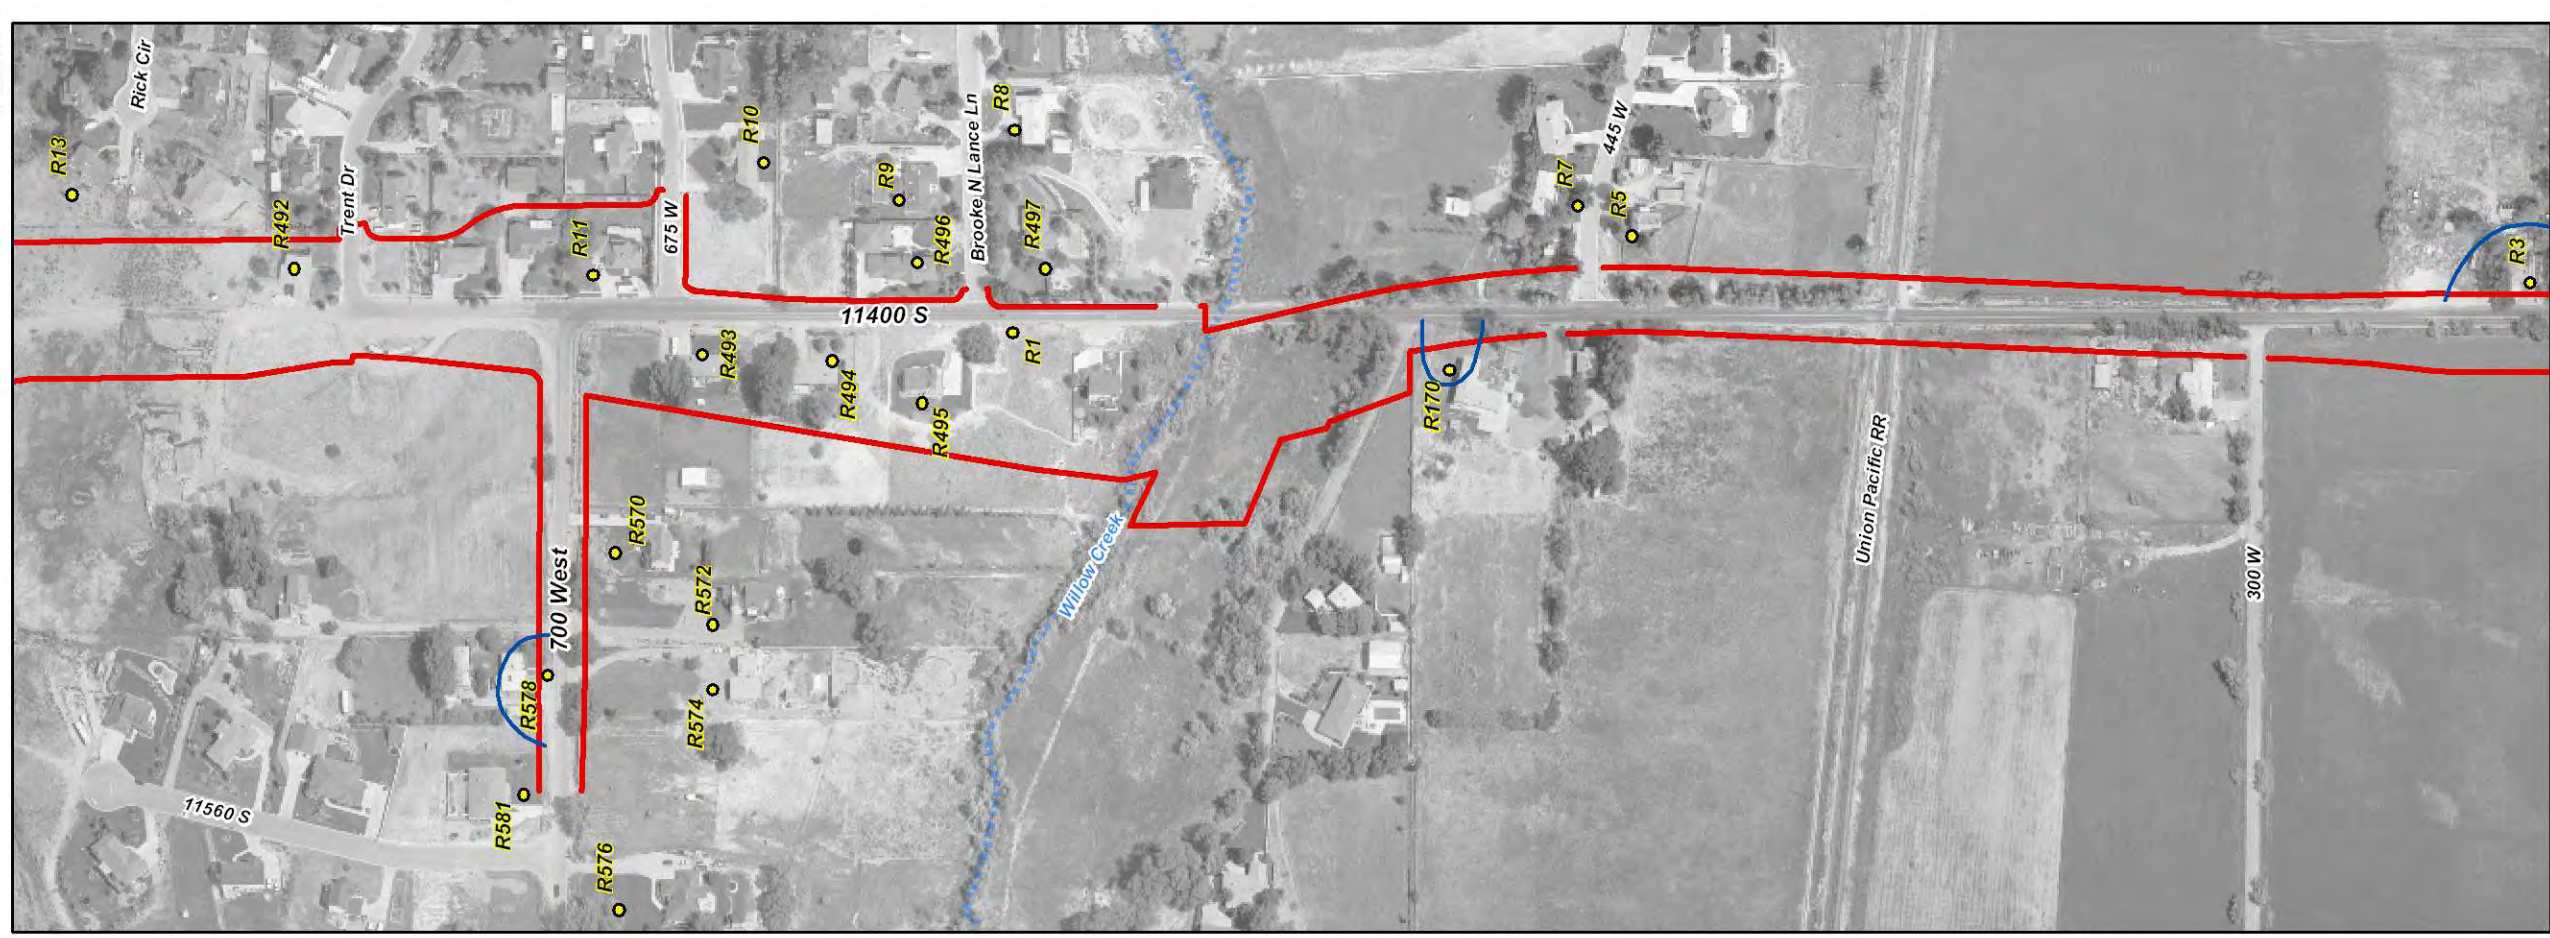 Rick Cir
R13
R492
Trent Dr
R11
675 W
R10
R9
R496
Brooke N Lance Ln
R8
R497
R7
445 W
R5
R3
11400 S
R493
R494
R495
R1
R170
Union Pacific RR
300 W
Willow Creek
R570
700 West
R572
R578
R574
R581
11560 S
R576